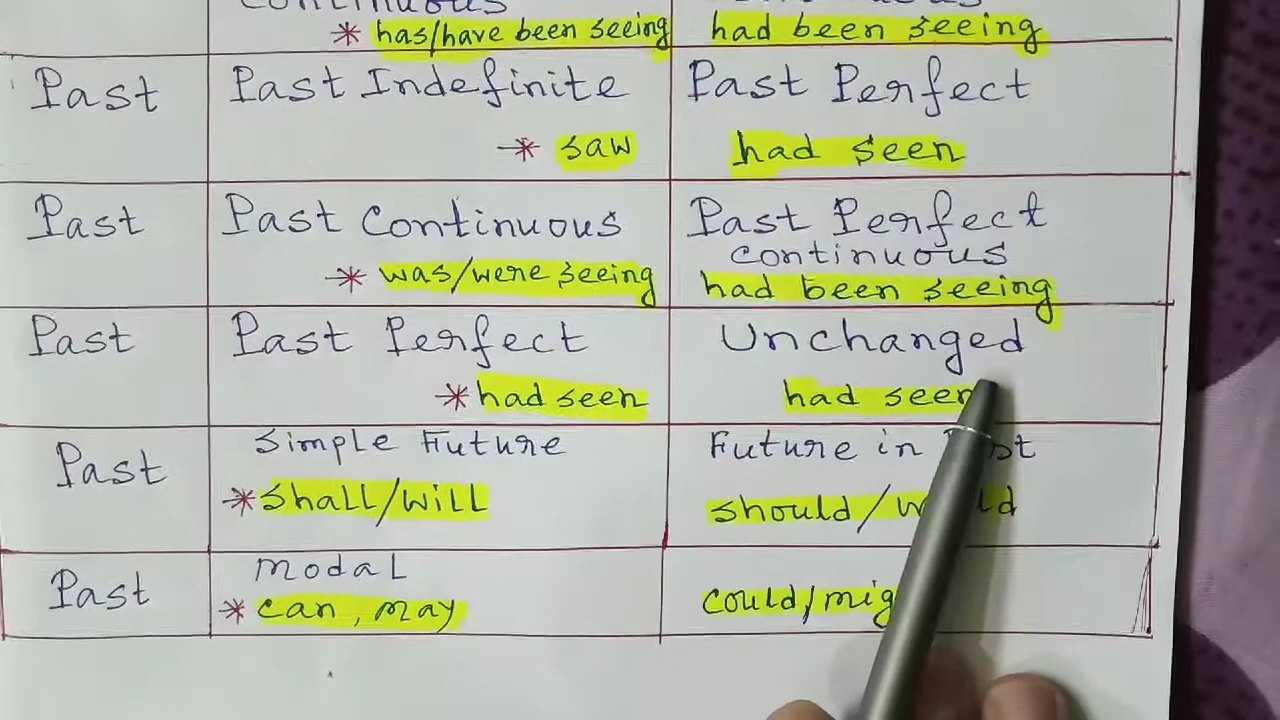 continuous
* has/have been seeing had been seeing
Past Past Indefinite Past Perfect
* saw had seen
Past Past continuous Past Perfect
continuous
* was/were seeing had been seeing
Past Past Perfect Unchanged
* had seen had seen
Past Simple Future Future in
* shall/will should/
Past Modal
* can, may could/